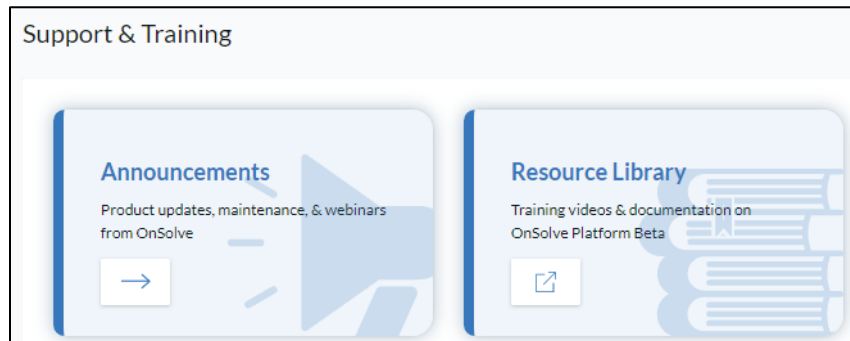 Support & Training
Announcements
Product updates, maintenance, & webinars
from OnSolve
Resource Library
Training videos & documentation on
OnSolve Platform Beta